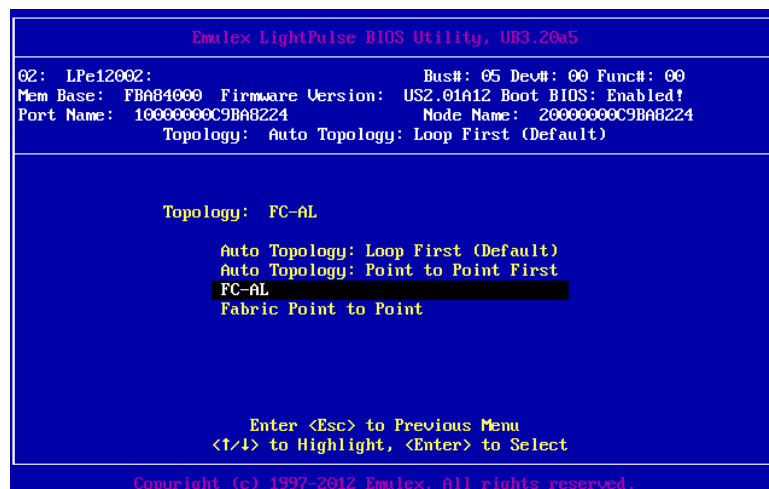 Emulex LightPulse BIOS Utility, UB3.20a5
02: LPe12002: Bus#: 05 Dev#: 00 Func#: 00
Mem Base: FBA84000 Firmware Version: US2.01A12 Boot BIOS: Enabled!
Port Name: 10000000C9BA8224 Node Name: 20000000C9BA8224
Topology: Auto Topology: Loop First (Default)
Topology: FC-AL
Auto Topology: Loop First (Default)
Auto Topology: Point to Point First
FC-AL
Fabric Point to Point
Enter <Esc> to Previous Menu
<↑/↓> to Highlight, <Enter> to Select
Copyright (c) 1997-2012 Emulex. All rights reserved.